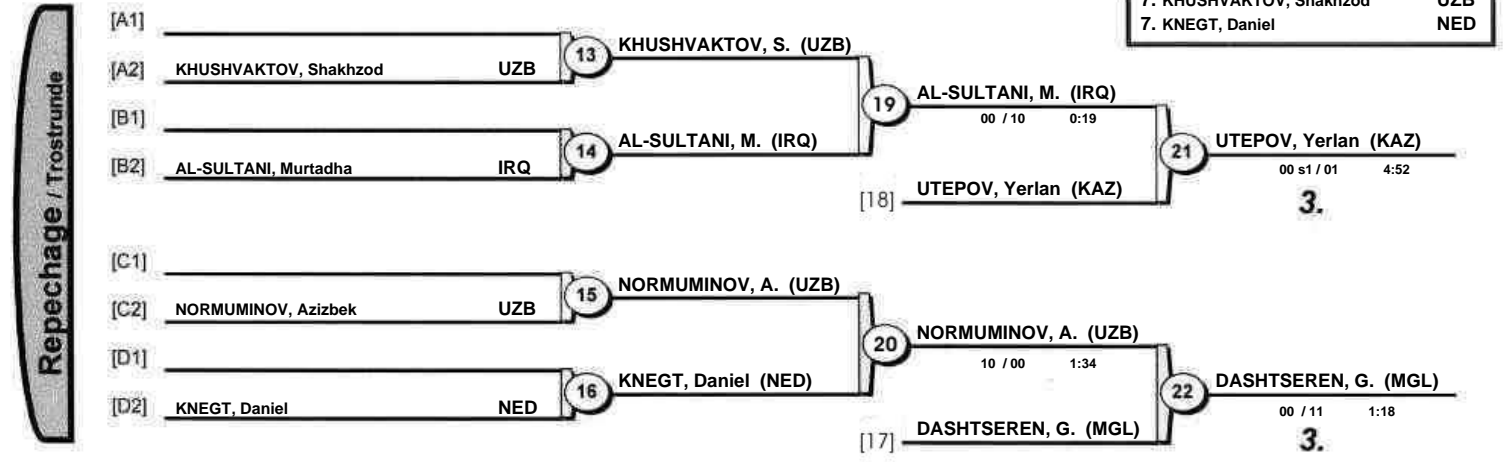 7. KHUSHVAKTOV, Shakhzod UZB
7. KNEGT, Daniel NED
Repechage / Trostrunde
[A1]
[A2] KHUSHVAKTOV, Shakhzod UZB
13 KHUSHVAKTOV, S. (UZB)
[B1]
[B2] AL-SULTANI, Murtadha IRQ
14 AL-SULTANI, M. (IRQ)
19 AL-SULTANI, M. (IRQ)
00 / 10 0:19
[18] UTEPOV, Yerlan (KAZ)
21 UTEPOV, Yerlan (KAZ)
00 s1 / 01 4:52
3.
[C1]
[C2] NORMUMINOV, Azizbek UZB
15 NORMUMINOV, A. (UZB)
[D1]
[D2] KNEGT, Daniel NED
16 KNEGT, Daniel (NED)
20 NORMUMINOV, A. (UZB)
10 / 00 1:34
[17] DASHTSEREN, G. (MGL)
22 DASHTSEREN, G. (MGL)
00 / 11 1:18
3.